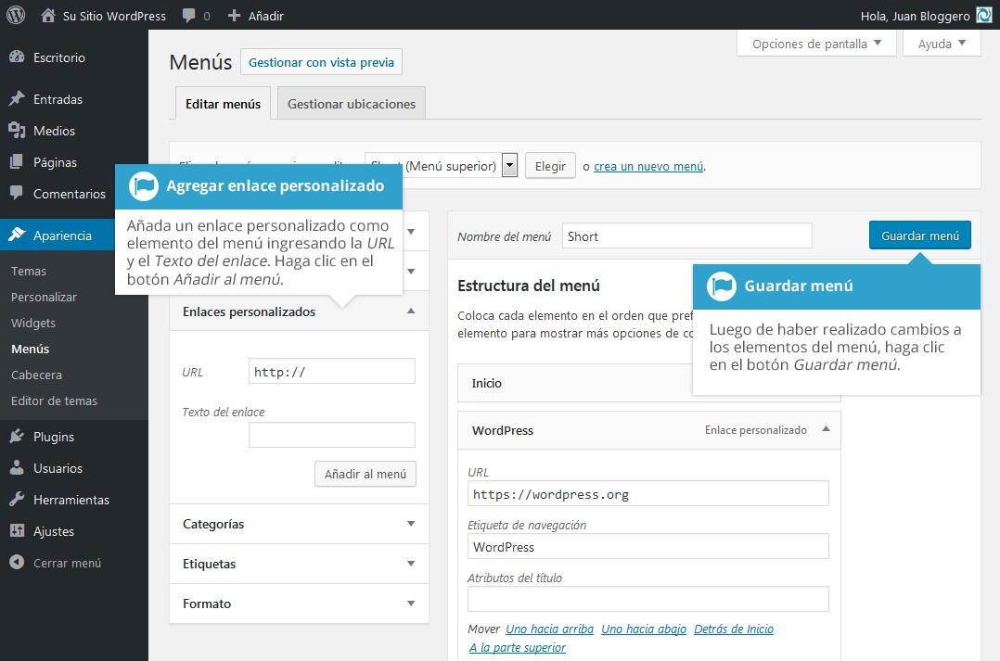 Su Sitio WordPress 0 Añadir Hola, Juan Bloggero
Opciones de pantalla Ayuda
Escritorio
Entradas
Medios
Páginas
Comentarios
Apariencia
Temas
Personalizar
Widgets
Menús
Cabecera
Editor de temas
Plugins
Usuarios
Herramientas
Ajustes
Cerrar menú
Menús Gestionar con vista previa
Editar menús Gestionar ubicaciones
(Menú superior) Elegir o crea un nuevo menú.
Agregar enlace personalizado
Añada un enlace personalizado como
elemento del menú ingresando la URL
y el Texto del enlace. Haga clic en el
botón Añadir al menú.
Enlaces personalizados
URL http://
Texto del enlace
Añadir al menú
Categorías
Etiquetas
Formato
Nombre del menú Short Guardar menú
Guardar menú
Luego de haber realizado cambios a
los elementos del menú, haga clic
en el botón Guardar menú.
Estructura del menú
Coloca cada elemento en el orden que
elemento para mostrar más opciones de
Inicio
WordPress Enlace personalizado
URL
https://wordpress.org
Etiqueta de navegación
WordPress
Atributos del título
Mover Uno hacia arriba Uno hacia abajo Detrás de Inicio
A la parte superior